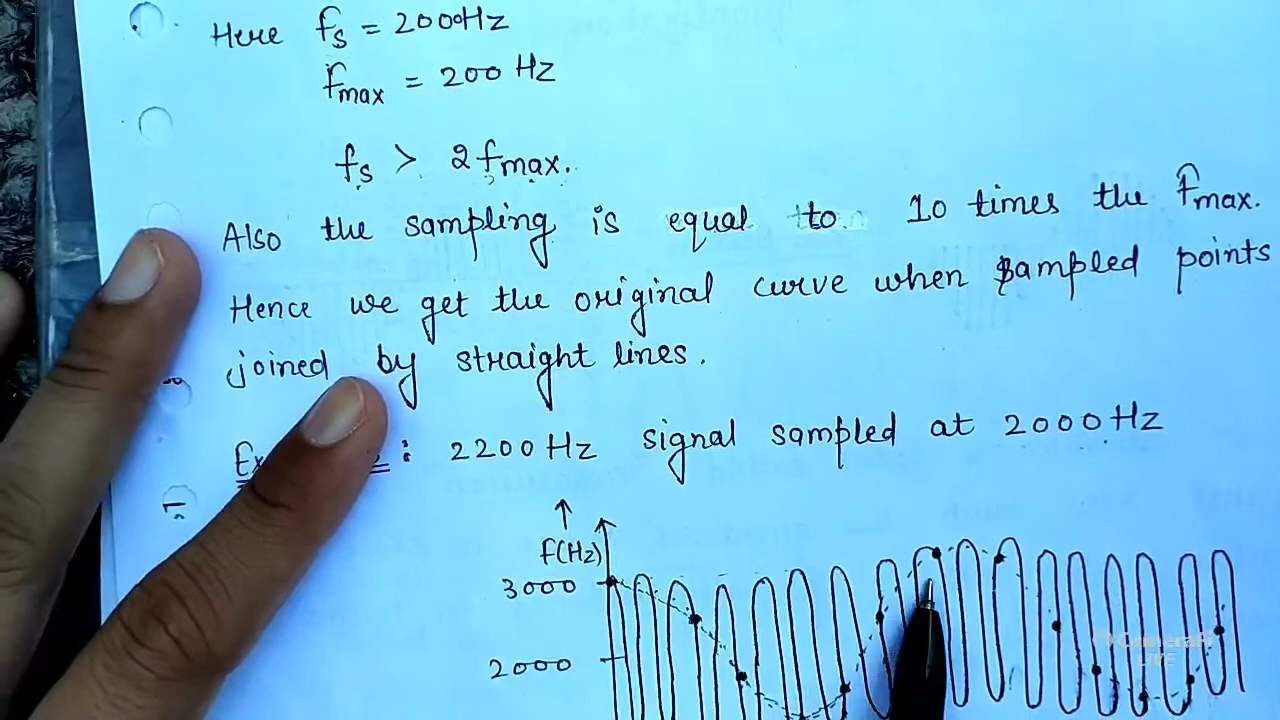 Here fs = 2000Hz
fmax = 200 Hz
fs > 2fmax.
Also the sampling is equal to 10 times the fmax.
Hence we get the original curve when sampled points
joined by straight lines.
: 2200Hz signal sampled at 2000Hz
f(Hz)
3000
2000
LITE